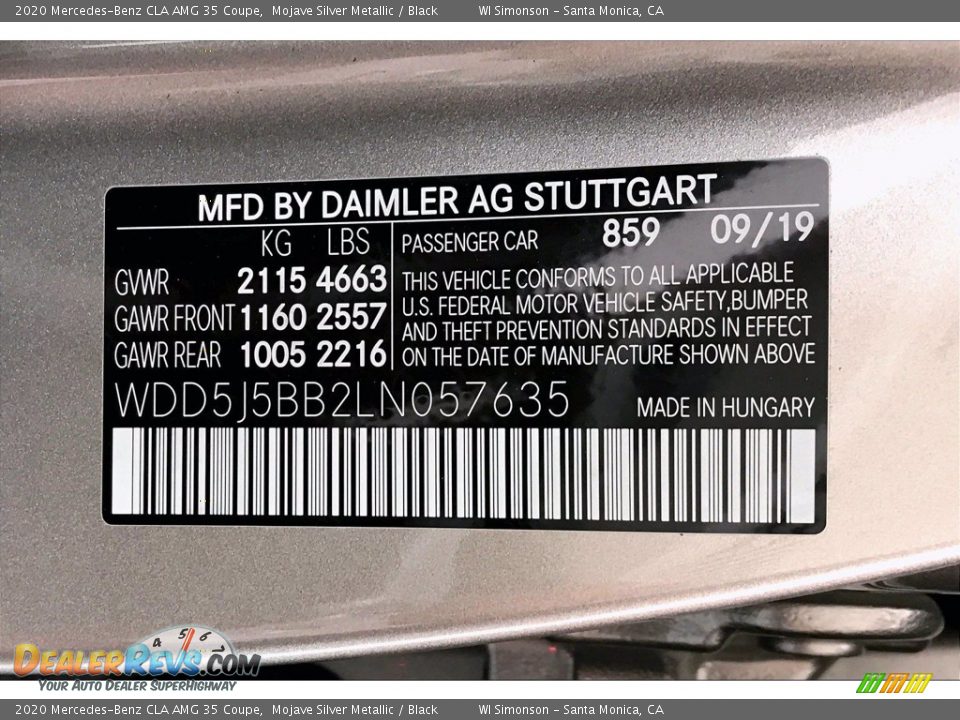 2020 Mercedes-Benz CLA AMG 35 Coupe, Mojave Silver Metallic / Black WI Simonson - Santa Monica, CA
MFD BY DAIMLER AG STUTTGART
KG LBS
GVWR 2115 4663
GAWR FRONT 1160 2557
GAWR REAR 1005 2216
PASSENGER CAR 859 09/19
THIS VEHICLE CONFORMS TO ALL APPLICABLE
U.S. FEDERAL MOTOR VEHICLE SAFETY,BUMPER
AND THEFT PREVENTION STANDARDS IN EFFECT
ON THE DATE OF MANUFACTURE SHOWN ABOVE
WDD5J5BB2LN057635
MADE IN HUNGARY
4 5 6 7
DEALERREVS.COM
YOUR AUTO DEALER SUPERHIGHWAY
2020 Mercedes-Benz CLA AMG 35 Coupe, Mojave Silver Metallic / Black WI Simonson - Santa Monica, CA